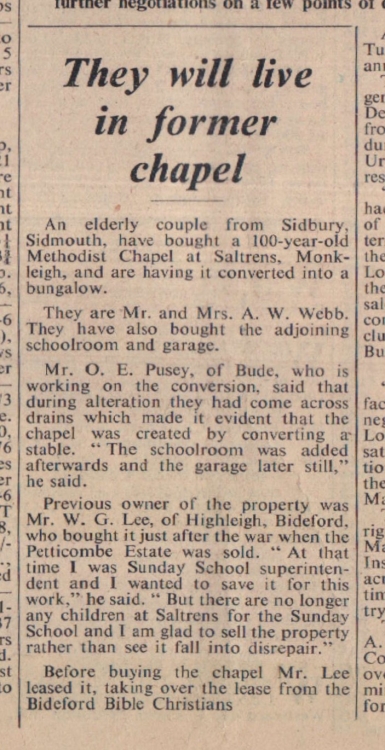 further negotiations on a few points of
They will live
in former
chapel
An elderly couple from Sidbury,
Sidmouth, have bought a 100-year-old
Methodist Chapel at Saltrens, Monk-
leigh, and are having it converted into a
bungalow.
They are Mr. and Mrs. A. W. Webb.
They have also bought the adjoining
schoolroom and garage.
Mr. O. E. Pusey, of Bude, who is
working on the conversion, said that
during alteration they had come across
drains which made it evident that the
chapel was created by converting a
stable. “ The schoolroom was added
afterwards and the garage later still,”
he said.
Previous owner of the property was
Mr. W. G. Lee, of Highleigh, Bideford,
who bought it just after the war when the
Petticombe Estate was sold. “ At that
time I was Sunday School superinten-
dent and I wanted to save it for this
work,” he said. “ But there are no longer
any children at Saltrens for the Sunday
School and I am glad to sell the property
rather than see it fall into disrepair.”
Before buying the chapel Mr. Lee
leased it, taking over the lease from the
Bideford Bible Christians